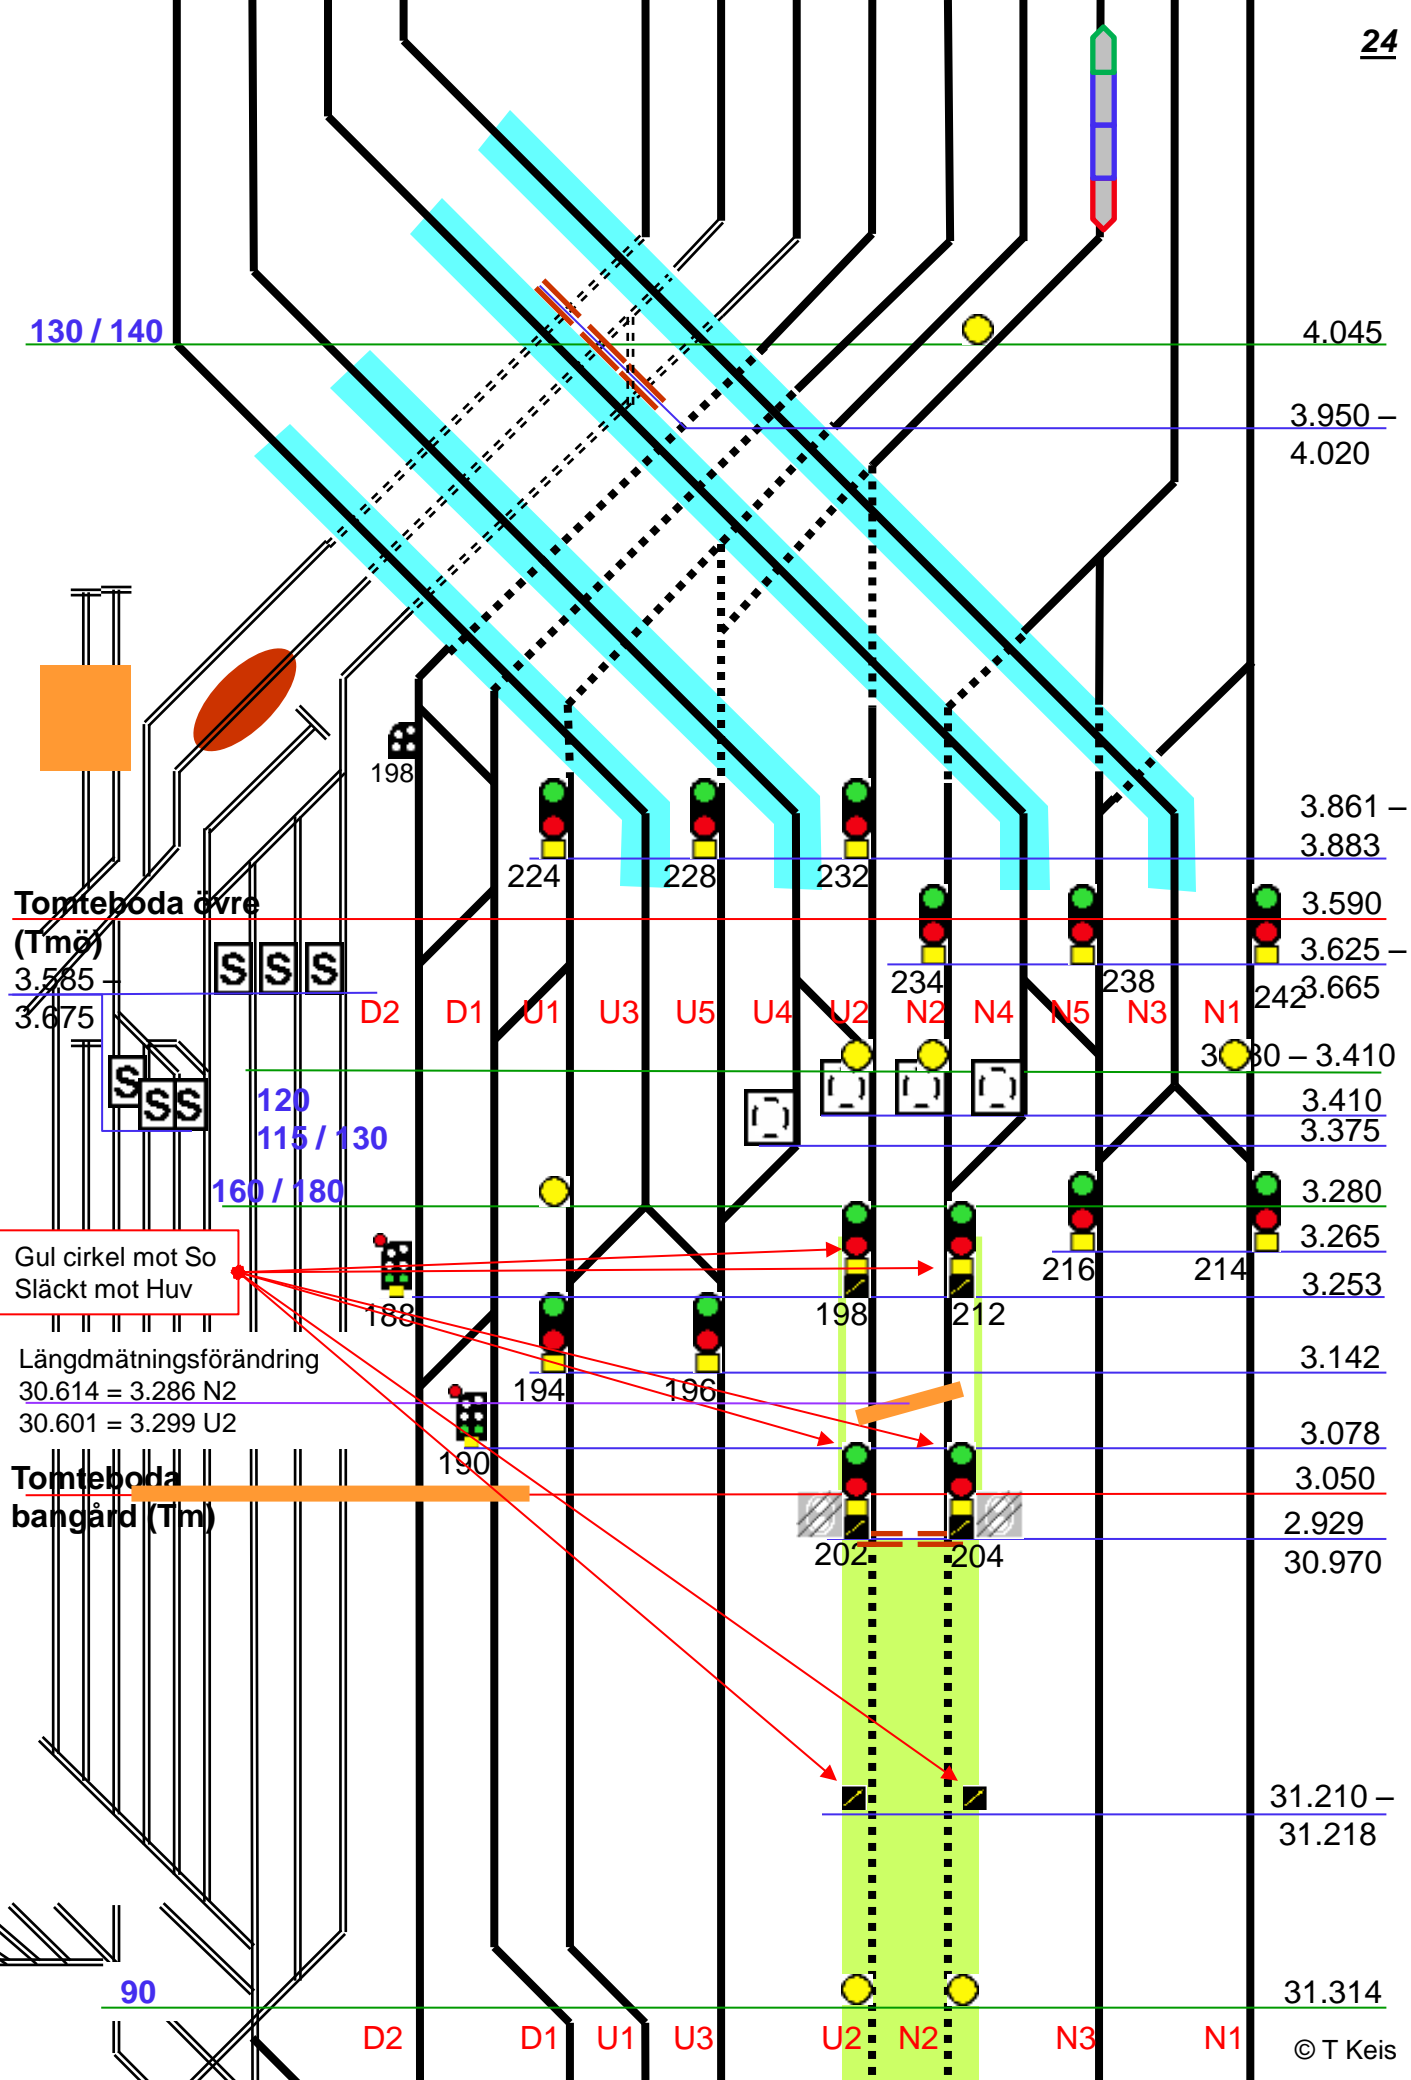 24
130 / 140
4.045
3.950 –
4.020
198
3.861 –
3.883
224
228
232
Tomteboda övre
(Tmö)
3.590
3.585 –
3.675
S S S
234
238
242
3.625 –
3.665
D2 D1 U1 U3 U5 U4 U2 N2 N4 N5 N3 N1
– 3.410
S
S S
120
115 / 130
3.410
3.375
160 / 180
3.280
Gul cirkel mot So
Släckt mot Huv
3.265
216
214
188
198
212
3.253
Längdmätningsförändring
30.614 = 3.286 N2
30.601 = 3.299 U2
194
196
3.142
190
3.078
Tomteboda
bangård (Tm)
3.050
202
204
2.929
30.970
31.210 –
31.218
90
31.314
D2 D1 U1 U3 U2 N2 N3 N1
© T Keis